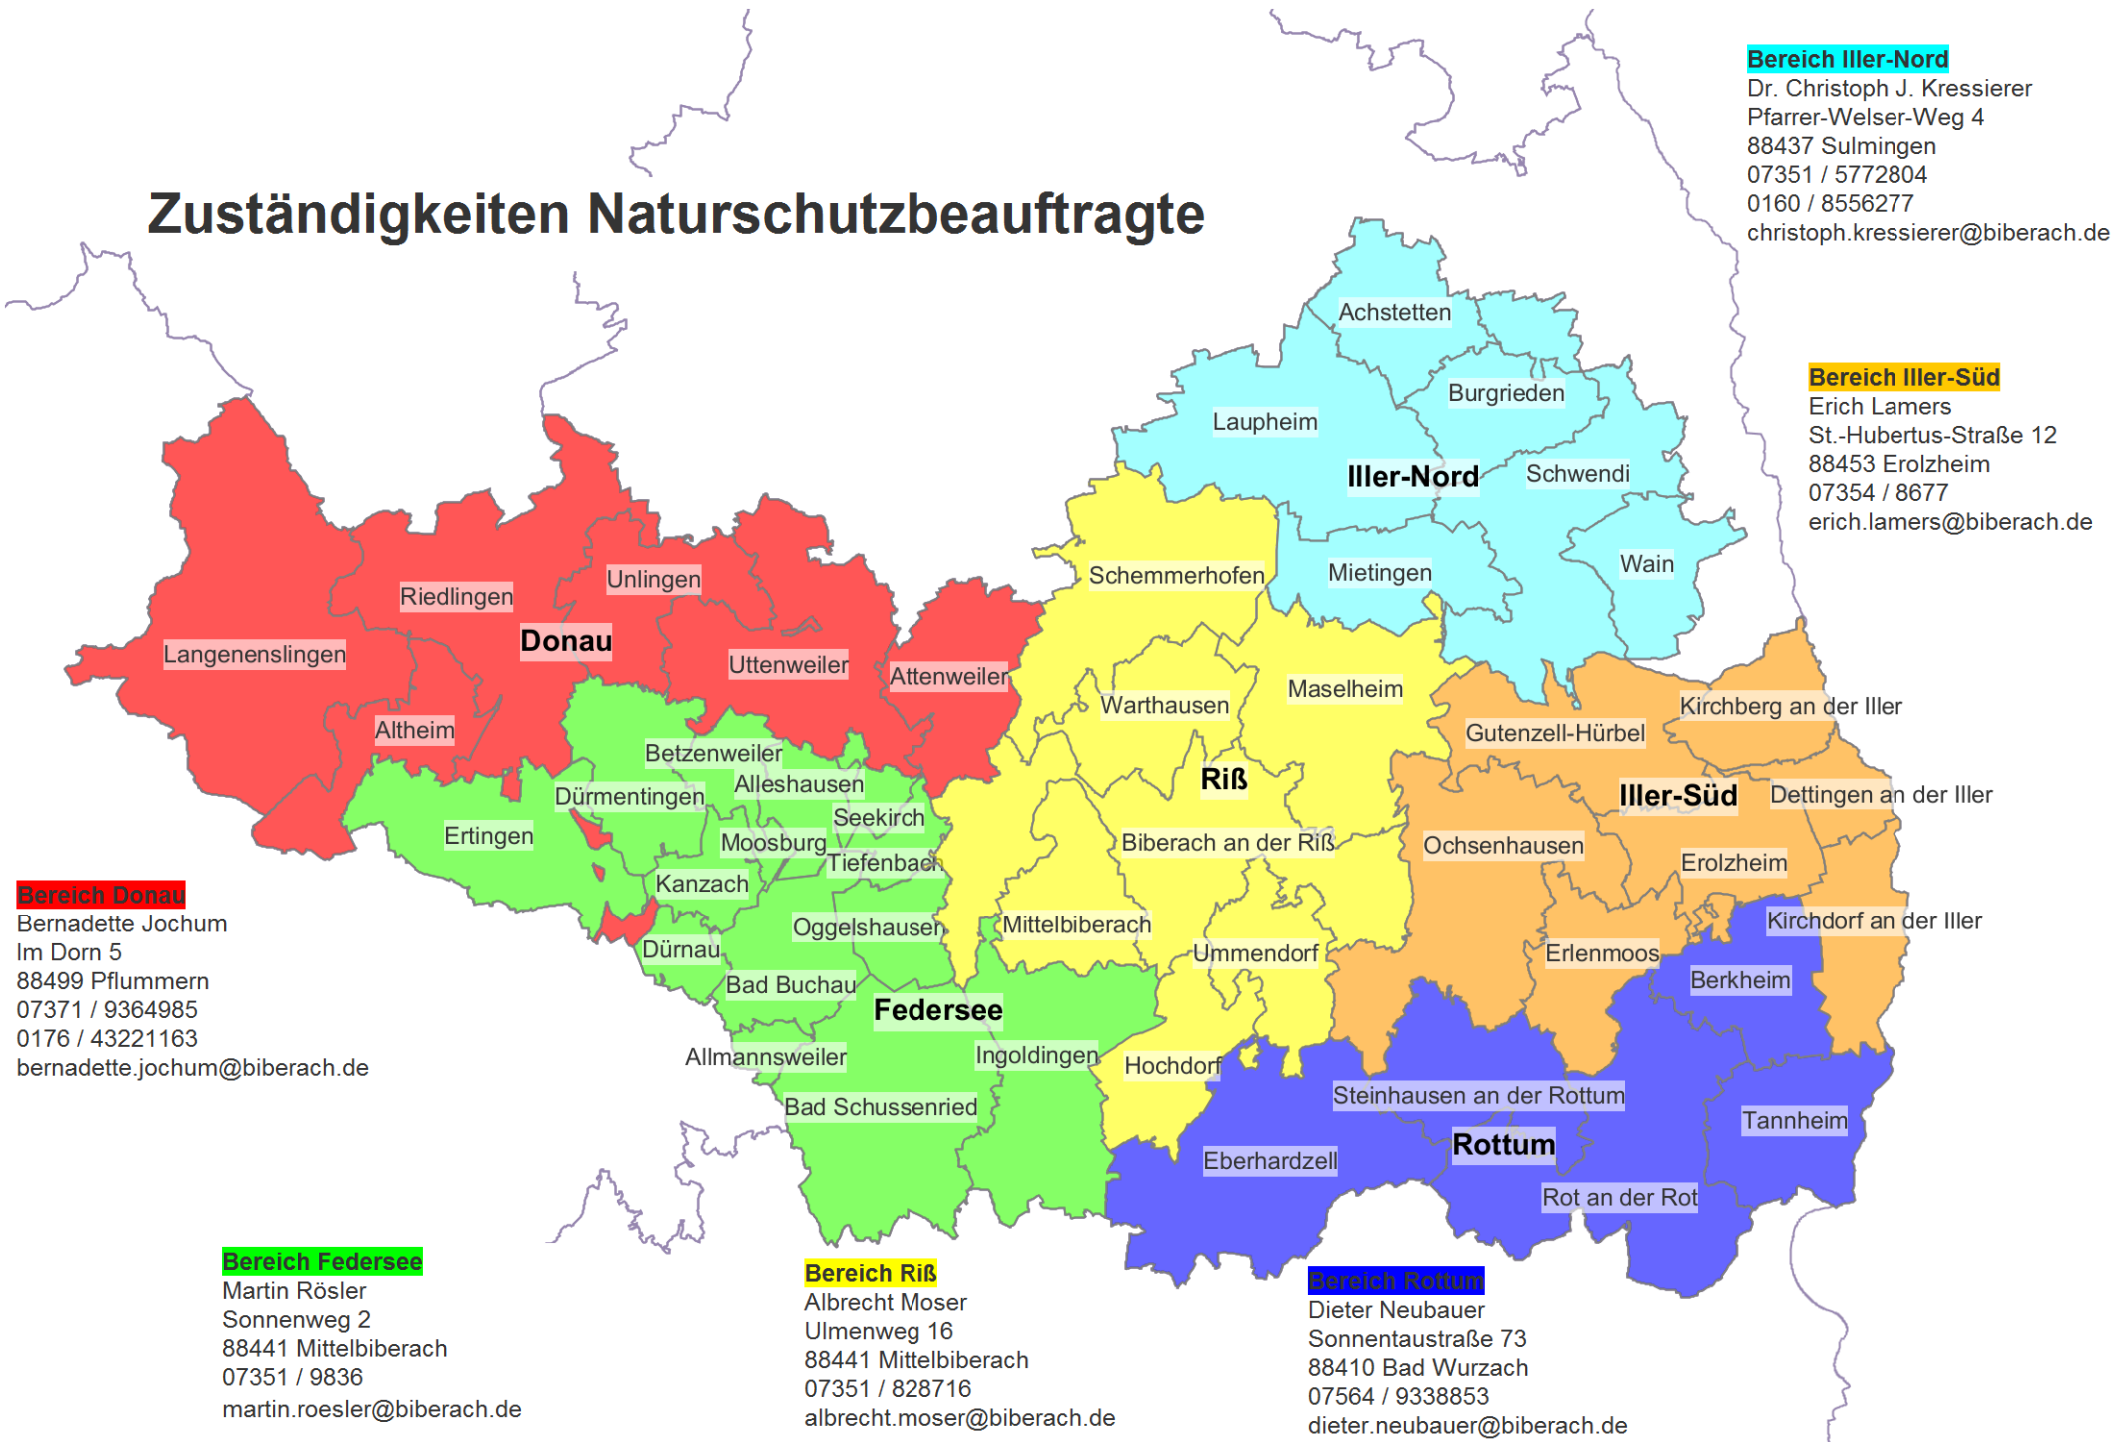 Zuständigkeiten Naturschutzbeauftragte
Bereich Iller-Nord
Dr. Christoph J. Kressierer
Pfarrer-Welser-Weg 4
88437 Sulmingen
07351 / 5772804
0160 / 8556277
christoph.kressierer@biberach.de
Bereich Iller-Süd
Erich Lamers
St.-Hubertus-Straße 12
88453 Erolzheim
07354 / 8677
erich.lamers@biberach.de
Achstetten
Burgrieden
Laupheim
Iller-Nord
Schwendi
Wain
Mietingen
Schemmerhofen
Unlingen
Riedlingen
Donau
Langenenslingen
Uttenweiler
Attenweiler
Altheim
Warthausen
Maselheim
Kirchberg an der Iller
Gutenzell-Hürbel
Betzenweiler
Alleshausen
Dürmentingen
Riß
Iller-Süd
Dettingen an der Iller
Seekirch
Ertingen
Moosburg
Tiefenbach
Biberach an der Riß
Ochsenhausen
Erolzheim
Kanzach
Oggelshausen
Mittelbiberach
Kirchdorf an der Iller
Dürnau
Ummendorf
Erlenmoos
Bad Buchau
Berkheim
Federsee
Allmannsweiler
Ingoldingen
Hochdorf
Bad Schussenried
Steinhausen an der Rottum
Tannheim
Rottum
Eberhardzell
Rot an der Rot
Bereich Donau
Bernadette Jochum
Im Dorn 5
88499 Pflummern
07371 / 9364985
0176 / 43221163
bernadette.jochum@biberach.de
Bereich Federsee
Martin Rösler
Sonnenweg 2
88441 Mittelbiberach
07351 / 9836
martin.roesler@biberach.de
Bereich Riß
Albrecht Moser
Ulmenweg 16
88441 Mittelbiberach
07351 / 828716
albrecht.moser@biberach.de
Bereich Rottum
Dieter Neubauer
Sonnentaustraße 73
88410 Bad Wurzach
07564 / 9338853
dieter.neubauer@biberach.de